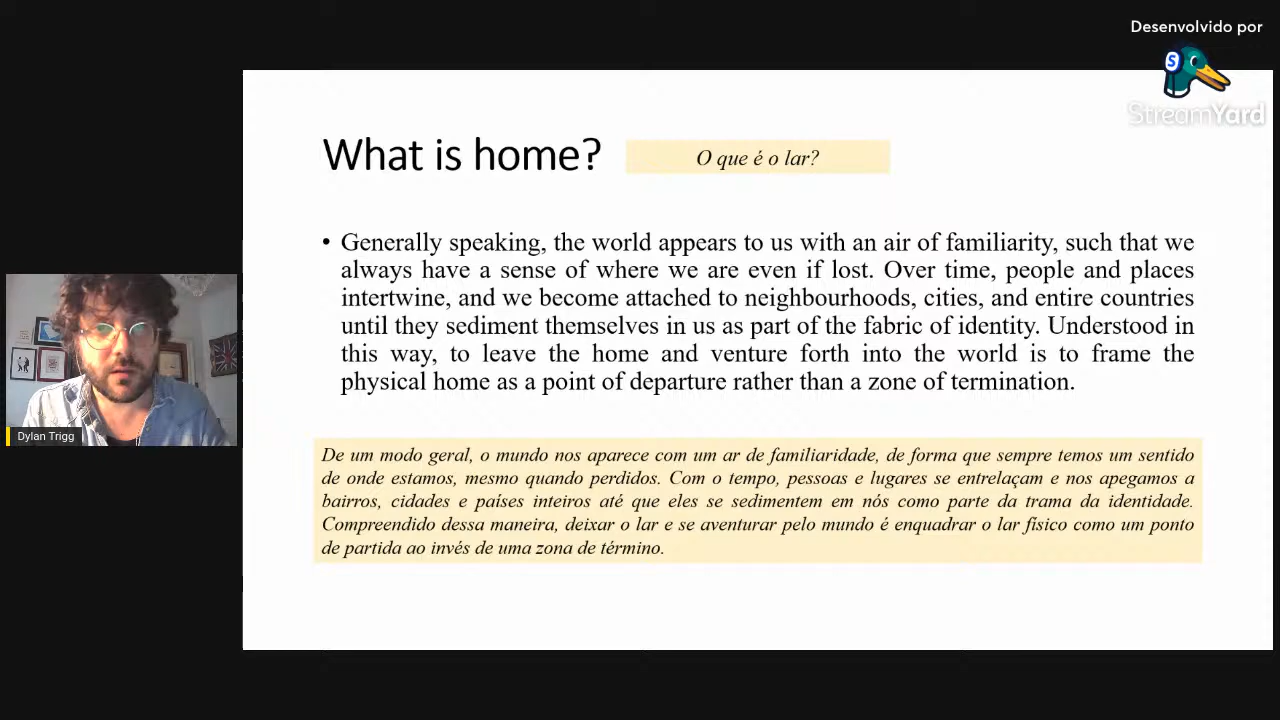 Desenvolvido por
StreamYard
What is home?
O que é o lar?
• Generally speaking, the world appears to us with an air of familiarity, such that we
always have a sense of where we are even if lost. Over time, people and places
intertwine, and we become attached to neighbourhoods, cities, and entire countries
until they sediment themselves in us as part of the fabric of identity. Understood in
this way, to leave the home and venture forth into the world is to frame the
physical home as a point of departure rather than a zone of termination.
Dylan Trigg
De um modo geral, o mundo nos aparece com um ar de familiaridade, de forma que sempre temos um sentido
de onde estamos, mesmo quando perdidos. Com o tempo, pessoas e lugares se entrelaçam e nos apegamos a
bairros, cidades e países inteiros até que eles se sedimentem em nós como parte da trama da identidade.
Compreendido dessa maneira, deixar o lar e se aventurar pelo mundo é enquadrar o lar físico como um ponto
de partida ao invés de uma zona de término.